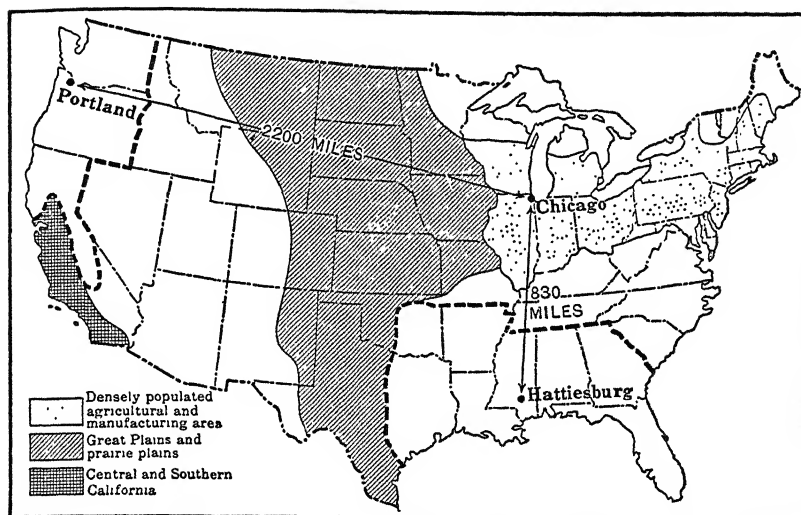 Portland
2200 MILES
Chicago
830
MILES
Hattiesburg
Densely populated
agricultural and
manufacturing area
Great Plains and
prairie plains
Central and Southern
California